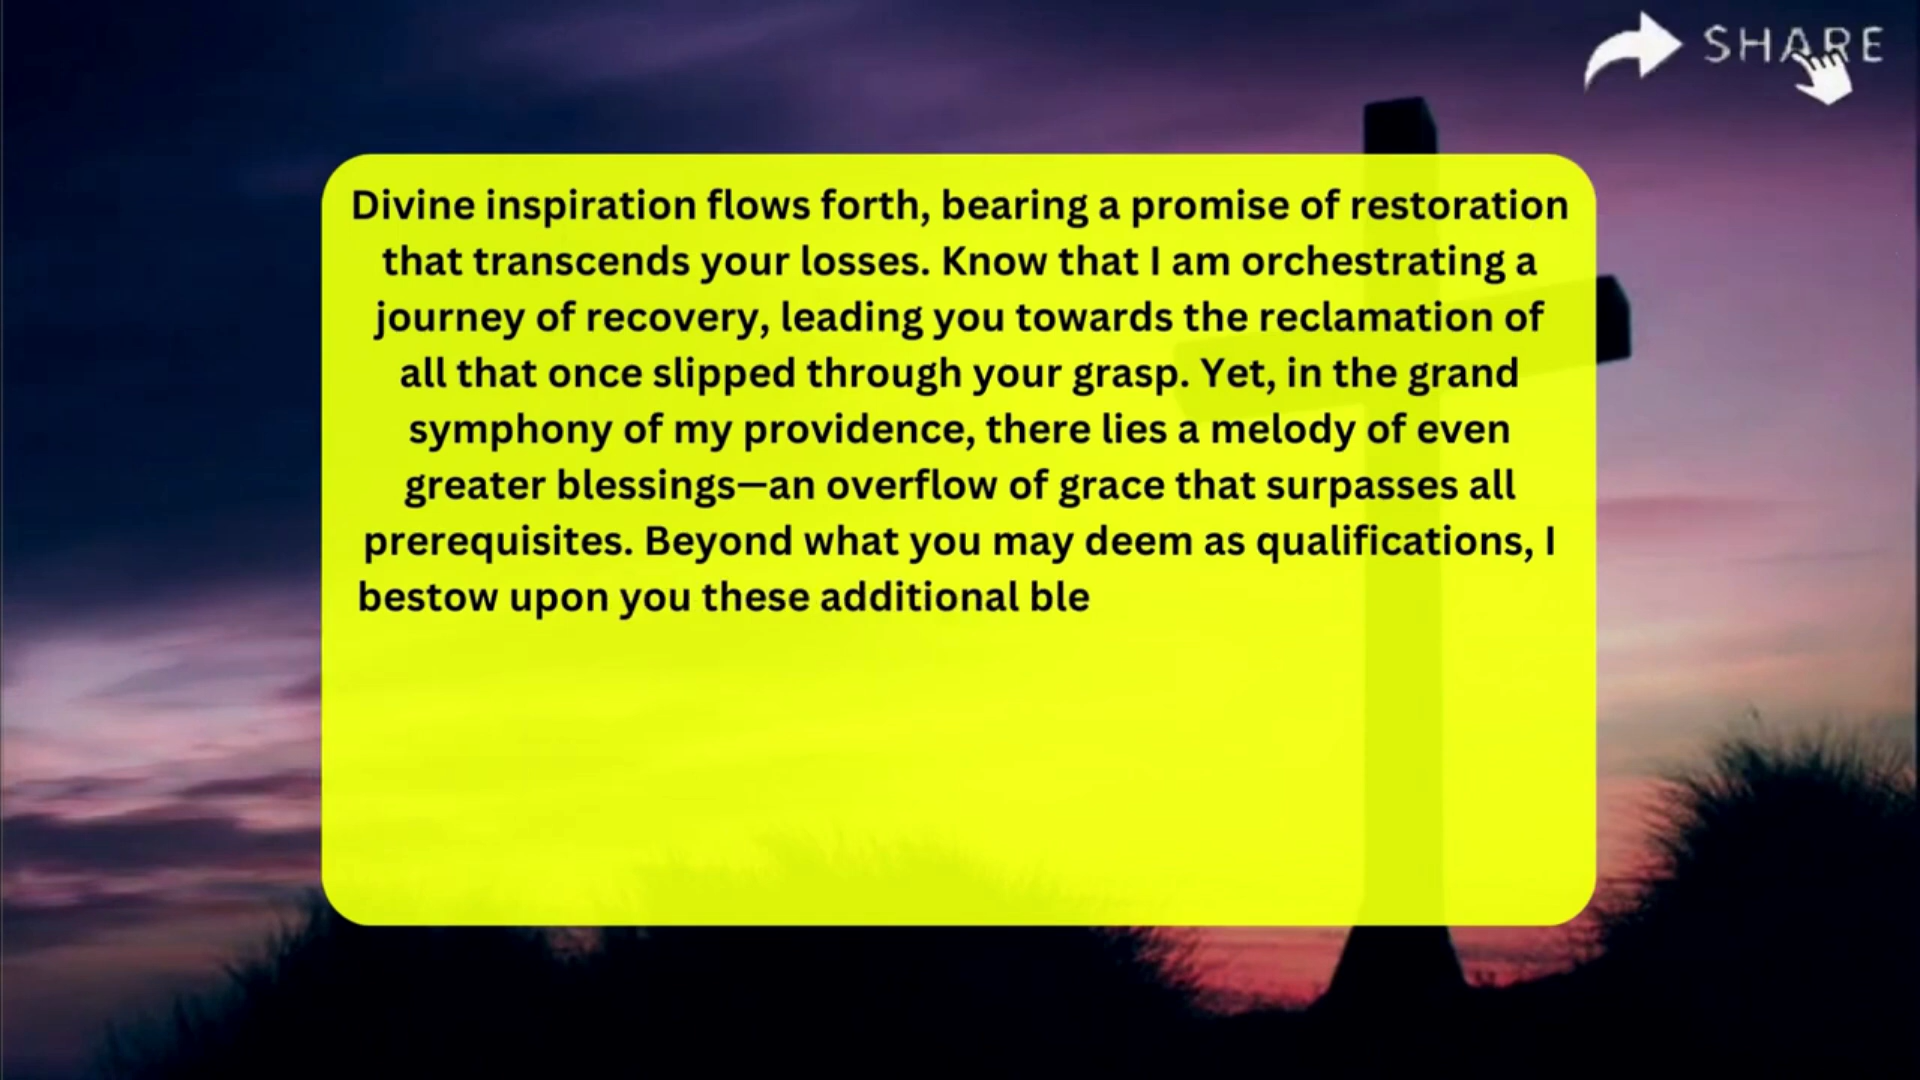 SHARE
Divine inspiration flows forth, bearing a promise of restoration
that transcends your losses. Know that I am orchestrating a
journey of recovery, leading you towards the reclamation of
all that once slipped through your grasp. Yet, in the grand
symphony of my providence, there lies a melody of even
greater blessings—an overflow of grace that surpasses all
prerequisites. Beyond what you may deem as qualifications, I
bestow upon you these additional ble